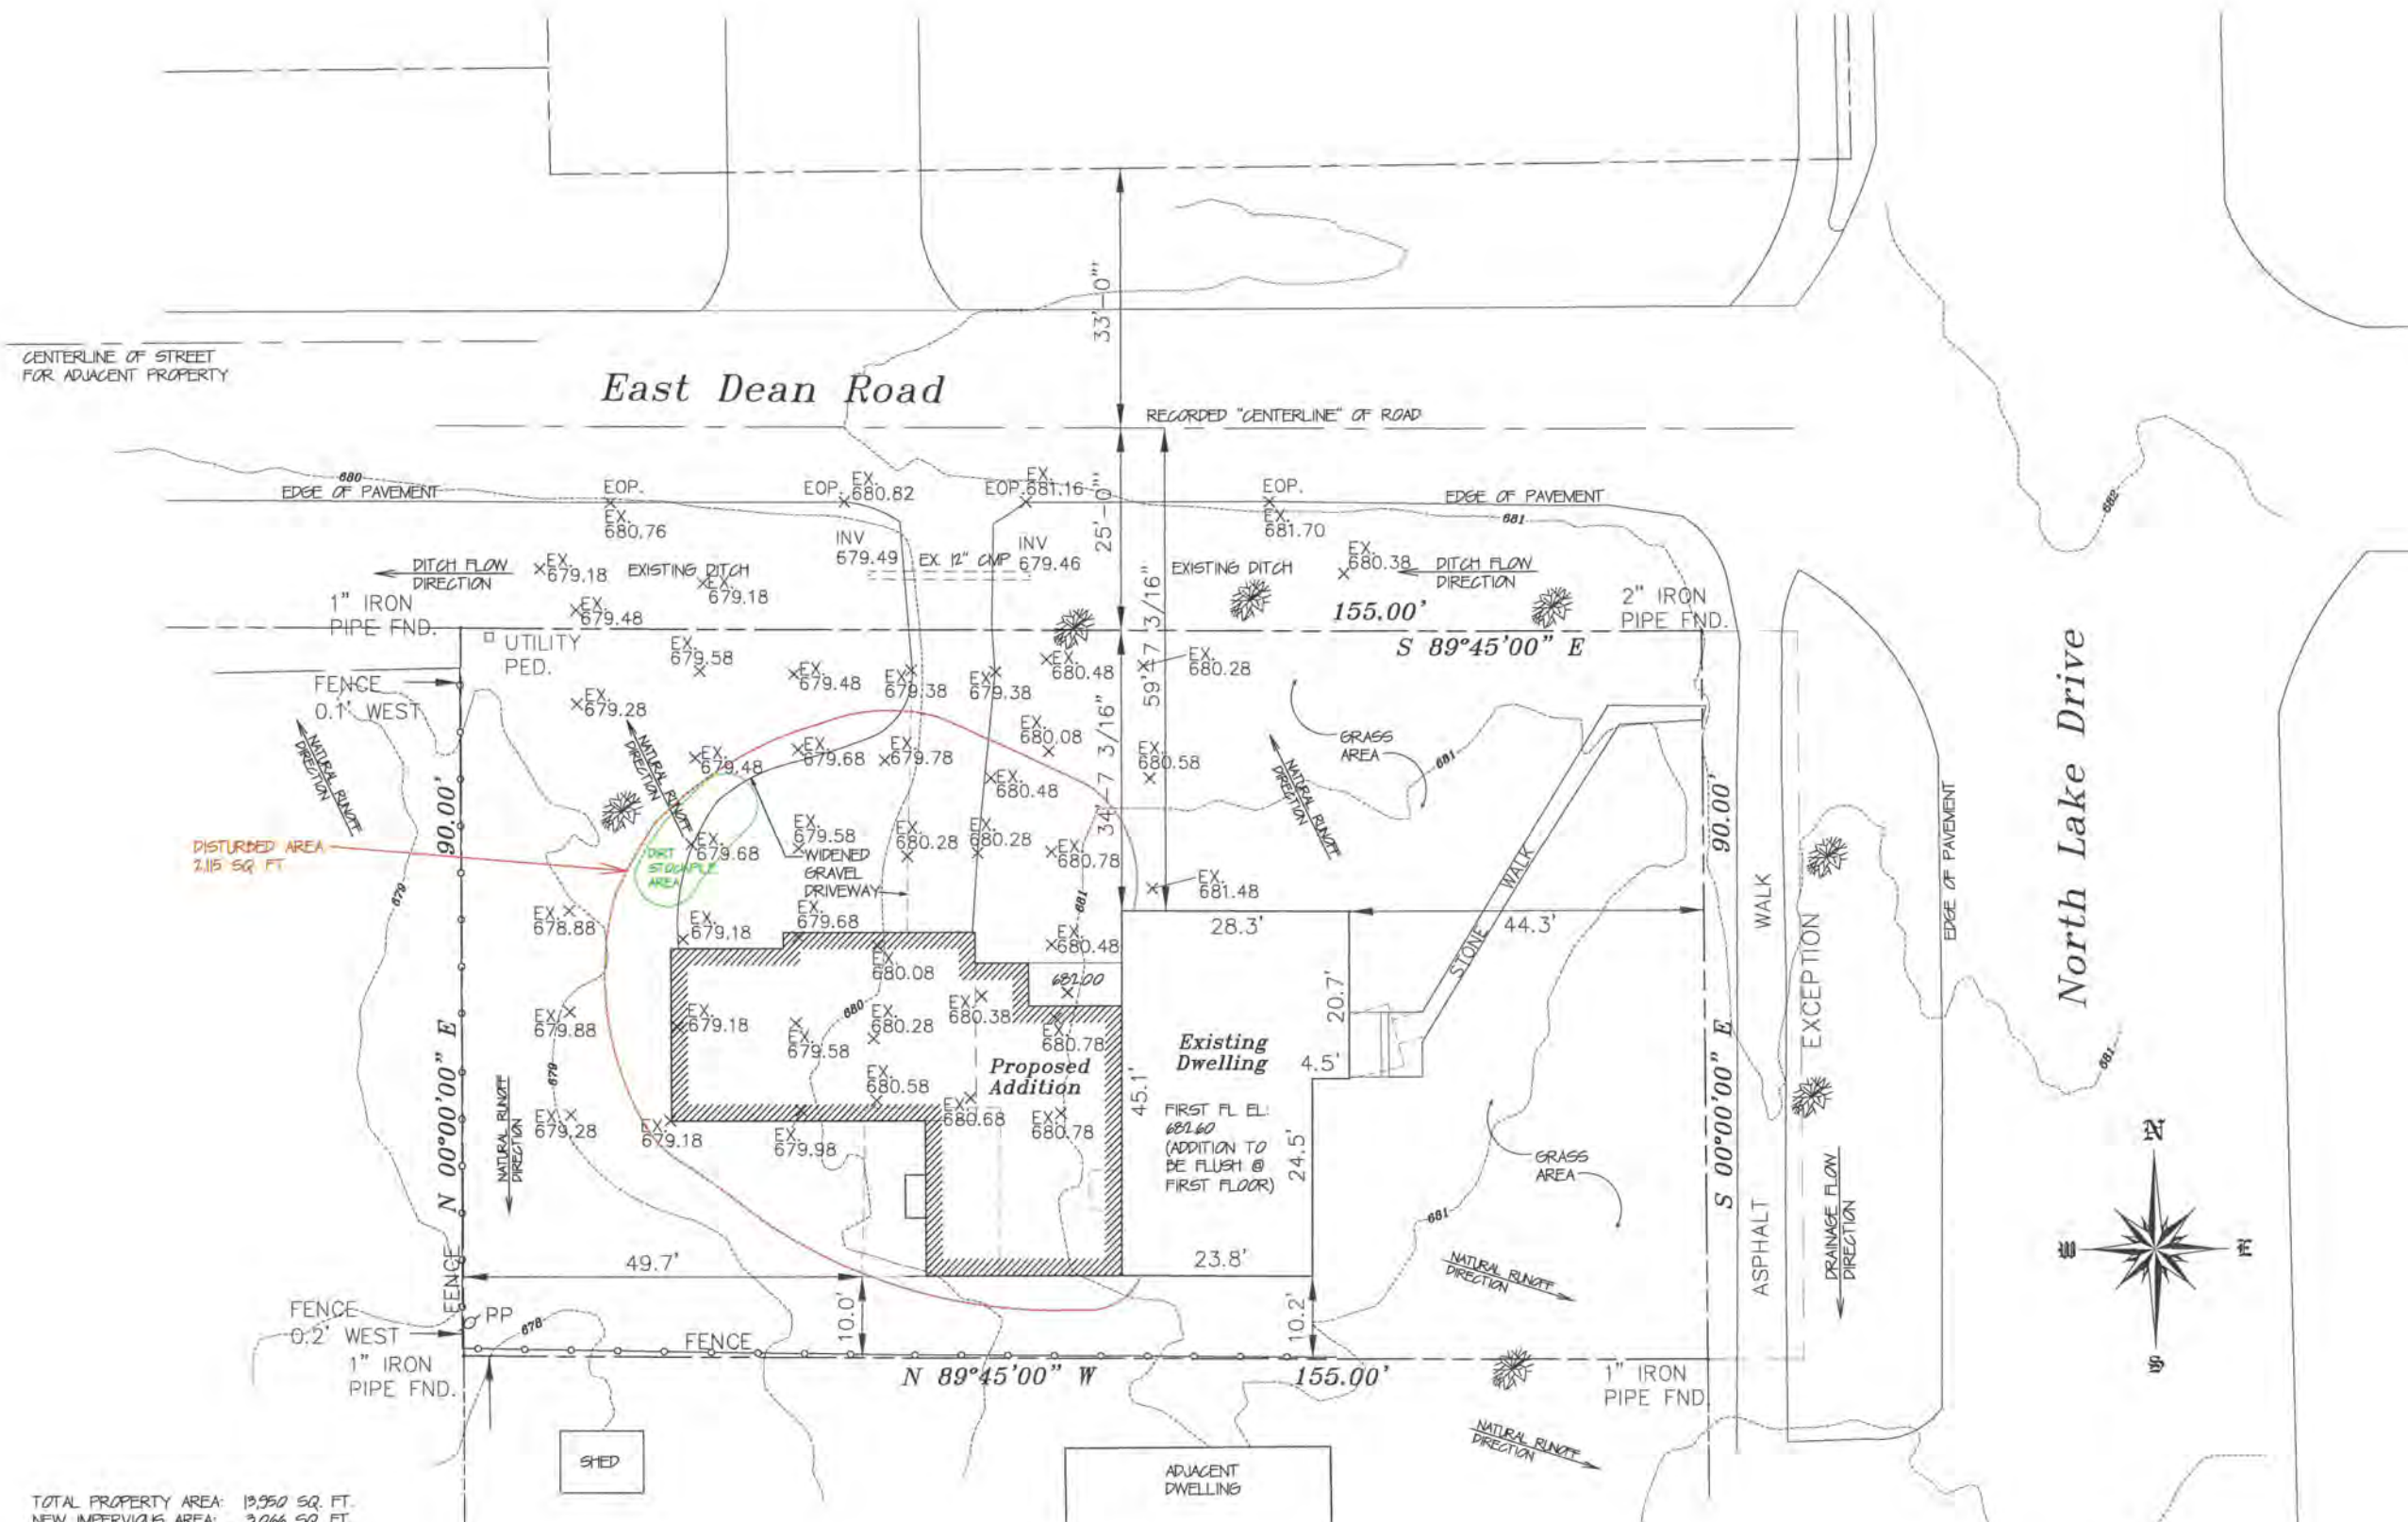 33'-0"
CENTERLINE OF STREET
FOR ADJACENT PROPERTY
East Dean Road
RECORDED "CENTERLINE" OF ROAD
680
EDGE OF PAVEMENT
EOP.
EX.
680.76
EOP.
EX.
680.82
EX.
EOP.
681.16
25'-0"
EOP.
EX.
681.70
EDGE OF PAVEMENT
681
682
INV
679.49
EX. 12" CMP
INV
679.46
DITCH FLOW
DIRECTION
EX.
679.18
EXISTING DITCH
EX.
679.18
EX.
679.48
EXISTING DITCH
EX.
680.38
DITCH FLOW
DIRECTION
1" IRON
PIPE FND.
155.00'
S 89°45'00" E
2" IRON
PIPE FND.
UTILITY
PED.
59'-7 3/16"
34'-7 3/16"
EX.
679.58
EX.
679.48
EX.
679.38
EX.
679.38
EX.
680.48
EX.
680.28
FENCE
0.1' WEST
EX.
679.28
NATURAL RUNOFF
DIRECTION
NATURAL RUNOFF
DIRECTION
EX.
679.48
EX.
679.68
EX.
679.78
EX.
680.08
EX.
680.58
EX.
680.48
NATURAL RUNOFF
DIRECTION
GRASS
AREA
681
90.00'
N 00°00'00" E
DISTURBED AREA
2,115 SQ. FT.
DIRT
STOCKPILE
AREA
EX.
679.68
EX.
679.58
WIDENED
GRAVEL
DRIVEWAY
EX.
680.28
EX.
680.28
EX.
680.78
681
EX.
681.48
679
EX.
678.88
EX.
679.18
EX.
679.68
EX.
680.48
28.3'
44.3'
STONE WALK
EX.
680.08
682.00
EX.
679.88
EX.
679.18
EX.
679.58
680
EX.
680.28
EX.
680.38
EX.
680.78
20.7'
4.5'
Existing
Dwelling
Proposed
Addition
45.1'
FIRST FL. EL.:
682.60
(ADDITION TO
BE FLUSH @
FIRST FLOOR)
24.5'
679
EX.
680.58
EX.
679.28
EX.
679.18
EX.
679.98
EX.
680.68
EX.
680.78
NATURAL RUNOFF
DIRECTION
GRASS
AREA
681
NATURAL RUNOFF
DIRECTION
90.00'
S 00°00'00" E
ASPHALT WALK
EXCEPTION
EDGE OF PAVEMENT
DRAINAGE FLOW
DIRECTION
North Lake Drive
681
N
W
E
S
49.7'
23.8'
10.0'
10.2'
FENCE
FENCE
0.2' WEST
PP
678
FENCE
1" IRON
PIPE FND.
N 89°45'00" W
155.00'
1" IRON
PIPE FND.
NATURAL RUNOFF
DIRECTION
SHED
ADJACENT
DWELLING
TOTAL PROPERTY AREA: 13,950 SQ. FT.
NEW IMPERVIOUS AREA: 3,066 SQ. FT.